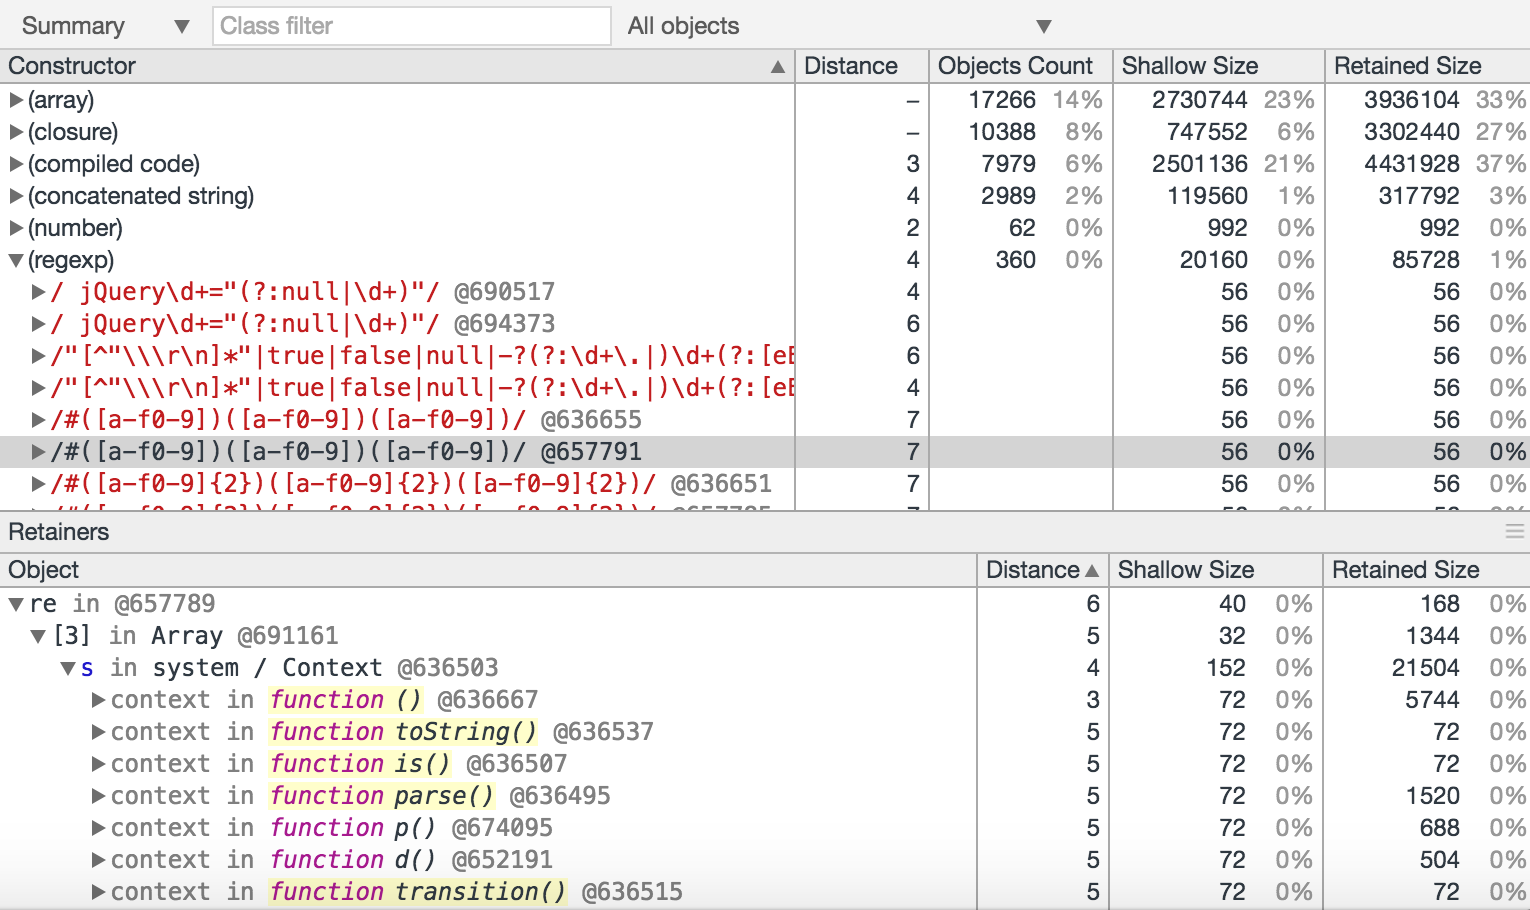 Summary ▼ Class filter All objects ▼
Constructor ▲ Distance Objects Count Shallow Size Retained Size
▶(array) – 17266 14% 2730744 23% 3936104 33%
▶(closure) – 10388 8% 747552 6% 3302440 27%
▶(compiled code) 3 7979 6% 2501136 21% 4431928 37%
▶(concatenated string) 4 2989 2% 119560 1% 317792 3%
▶(number) 2 62 0% 992 0% 992 0%
▼(regexp) 4 360 0% 20160 0% 85728 1%
▶/ jQuery\d+="(?:null|\d+)"/ @690517 4 56 0% 56 0%
▶/ jQuery\d+="(?:null|\d+)"/ @694373 6 56 0% 56 0%
▶/"[^"\\\r\n]*"|true|false|null|-?(?:\d+\.|)\d+(?:[eE 6 56 0% 56 0%
▶/"[^"\\\r\n]*"|true|false|null|-?(?:\d+\.|)\d+(?:[eE 4 56 0% 56 0%
▶/#([a-f0-9])([a-f0-9])([a-f0-9])/ @636655 7 56 0% 56 0%
▶/#([a-f0-9])([a-f0-9])([a-f0-9])/ @657791 7 56 0% 56 0%
▶/#([a-f0-9]{2})([a-f0-9]{2})([a-f0-9]{2})/ @636651 7 56 0% 56 0%
Retainers
Object Distance ▲ Shallow Size Retained Size
▼re in @657789 6 40 0% 168 0%
▼[3] in Array @691161 5 32 0% 1344 0%
▼s in system / Context @636503 4 152 0% 21504 0%
▶context in function () @636667 3 72 0% 5744 0%
▶context in function toString() @636537 5 72 0% 72 0%
▶context in function is() @636507 5 72 0% 72 0%
▶context in function parse() @636495 5 72 0% 1520 0%
▶context in function p() @674095 5 72 0% 688 0%
▶context in function d() @652191 5 72 0% 504 0%
▶context in function transition() @636515 5 72 0% 72 0%